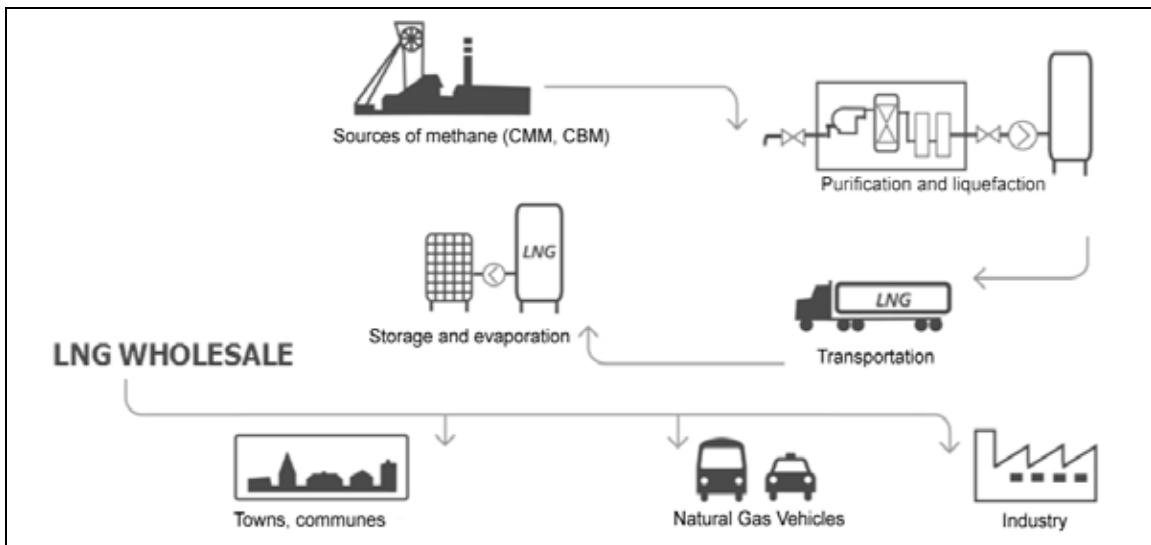 Sources of methane (CMM, CBM)
Purification and liquefaction
LNG
LNG
Storage and evaporation
Transportation
LNG WHOLESALE
Towns, communes
Natural Gas Vehicles
Industry